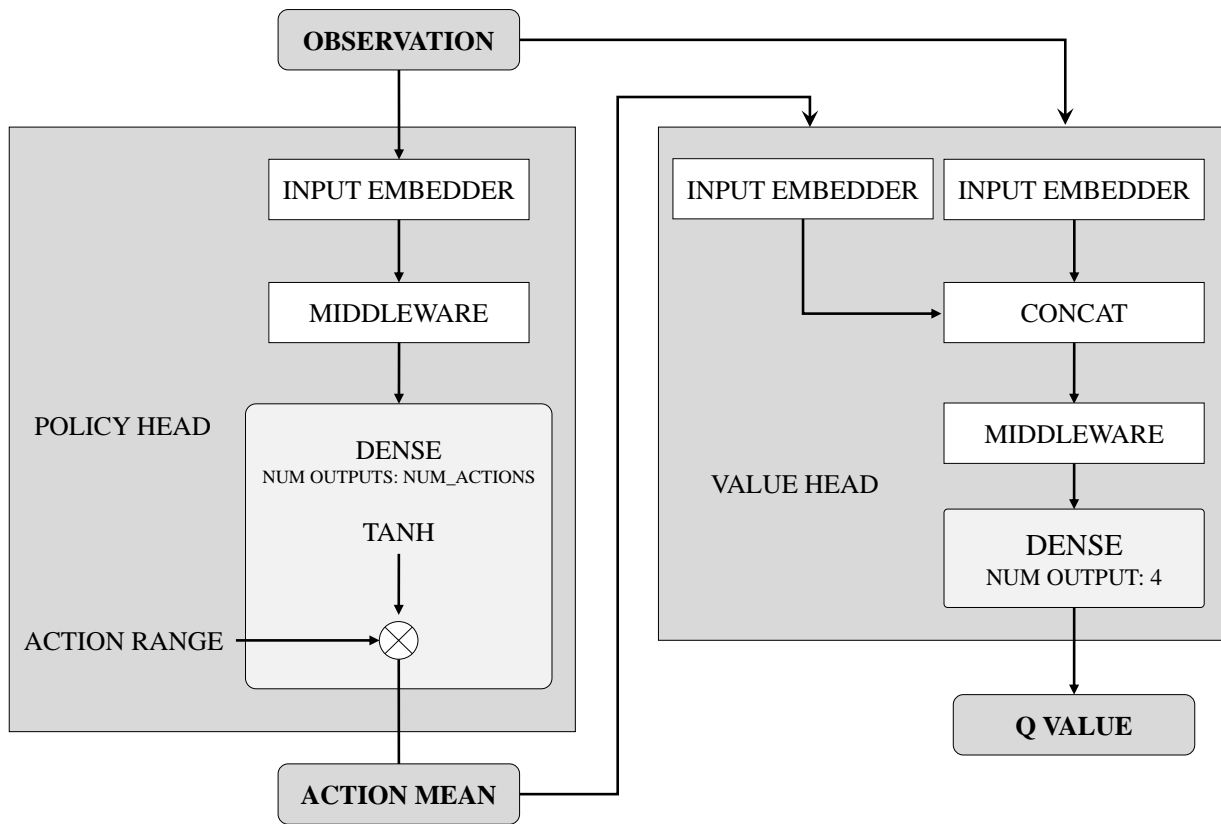 OBSERVATION
INPUT EMBEDDER
MIDDLEWARE
POLICY HEAD
DENSE
NUM OUTPUTS: NUM_ACTIONS
TANH
ACTION RANGE
ACTION MEAN
INPUT EMBEDDER
INPUT EMBEDDER
CONCAT
MIDDLEWARE
VALUE HEAD
DENSE
NUM OUTPUT: 4
Q VALUE